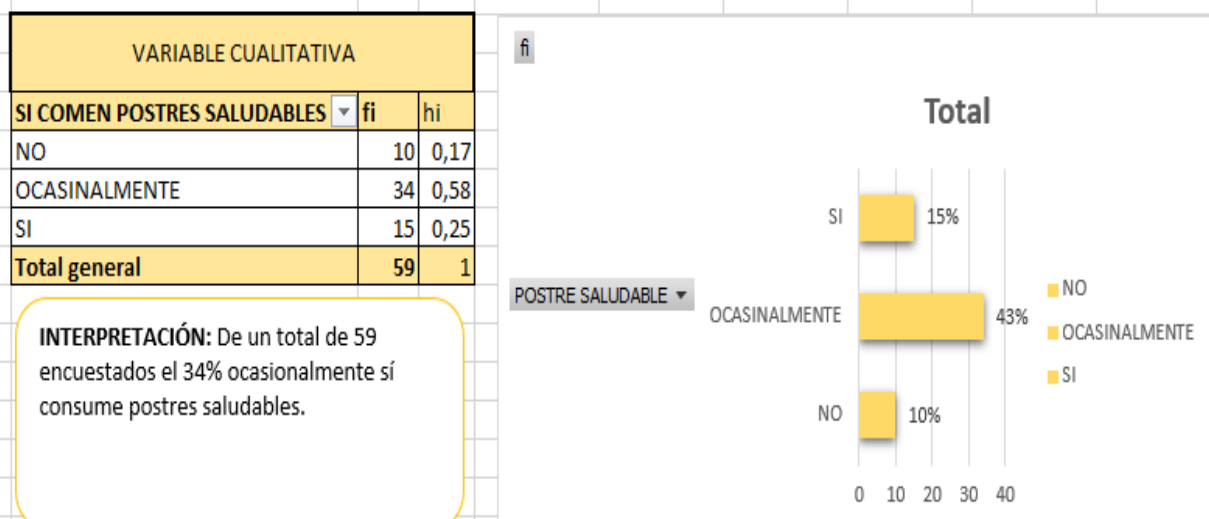 VARIABLE CUALITATIVA
SI COMEN POSTRES SALUDABLES fi hi
NO 10 0,17
OCASINALMENTE 34 0,58
SI 15 0,25
Total general 59 1
INTERPRETACIÓN: De un total de 59
encuestados el 34% ocasionalmente sí
consume postres saludables.
fi
Total
SI 15%
POSTRE SALUDABLE
OCASINALMENTE 43%
NO 10%
0 10 20 30 40
NO
OCASINALMENTE
SI